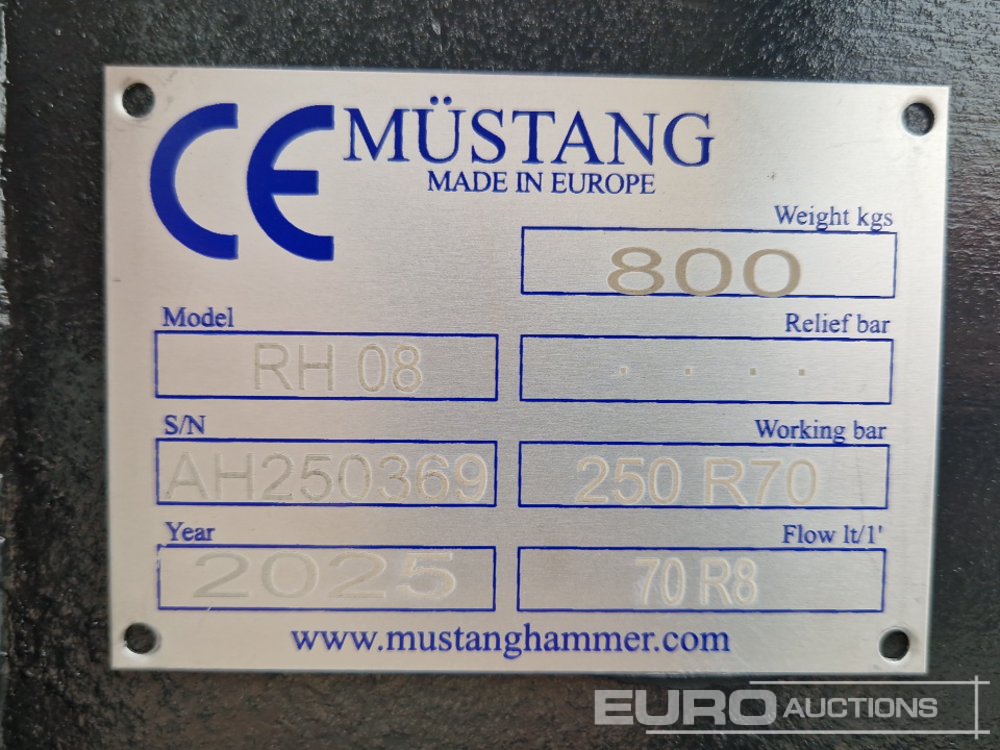 CE MÜSTANG
MADE IN EUROPE
Weight kgs
800
Model
RH 08
Relief bar
. . . .
S/N
AH250369
Working bar
250 R70
Year
2025
Flow lt/1'
70 R8
www.mustanghammer.com
EURO AUCTIONS